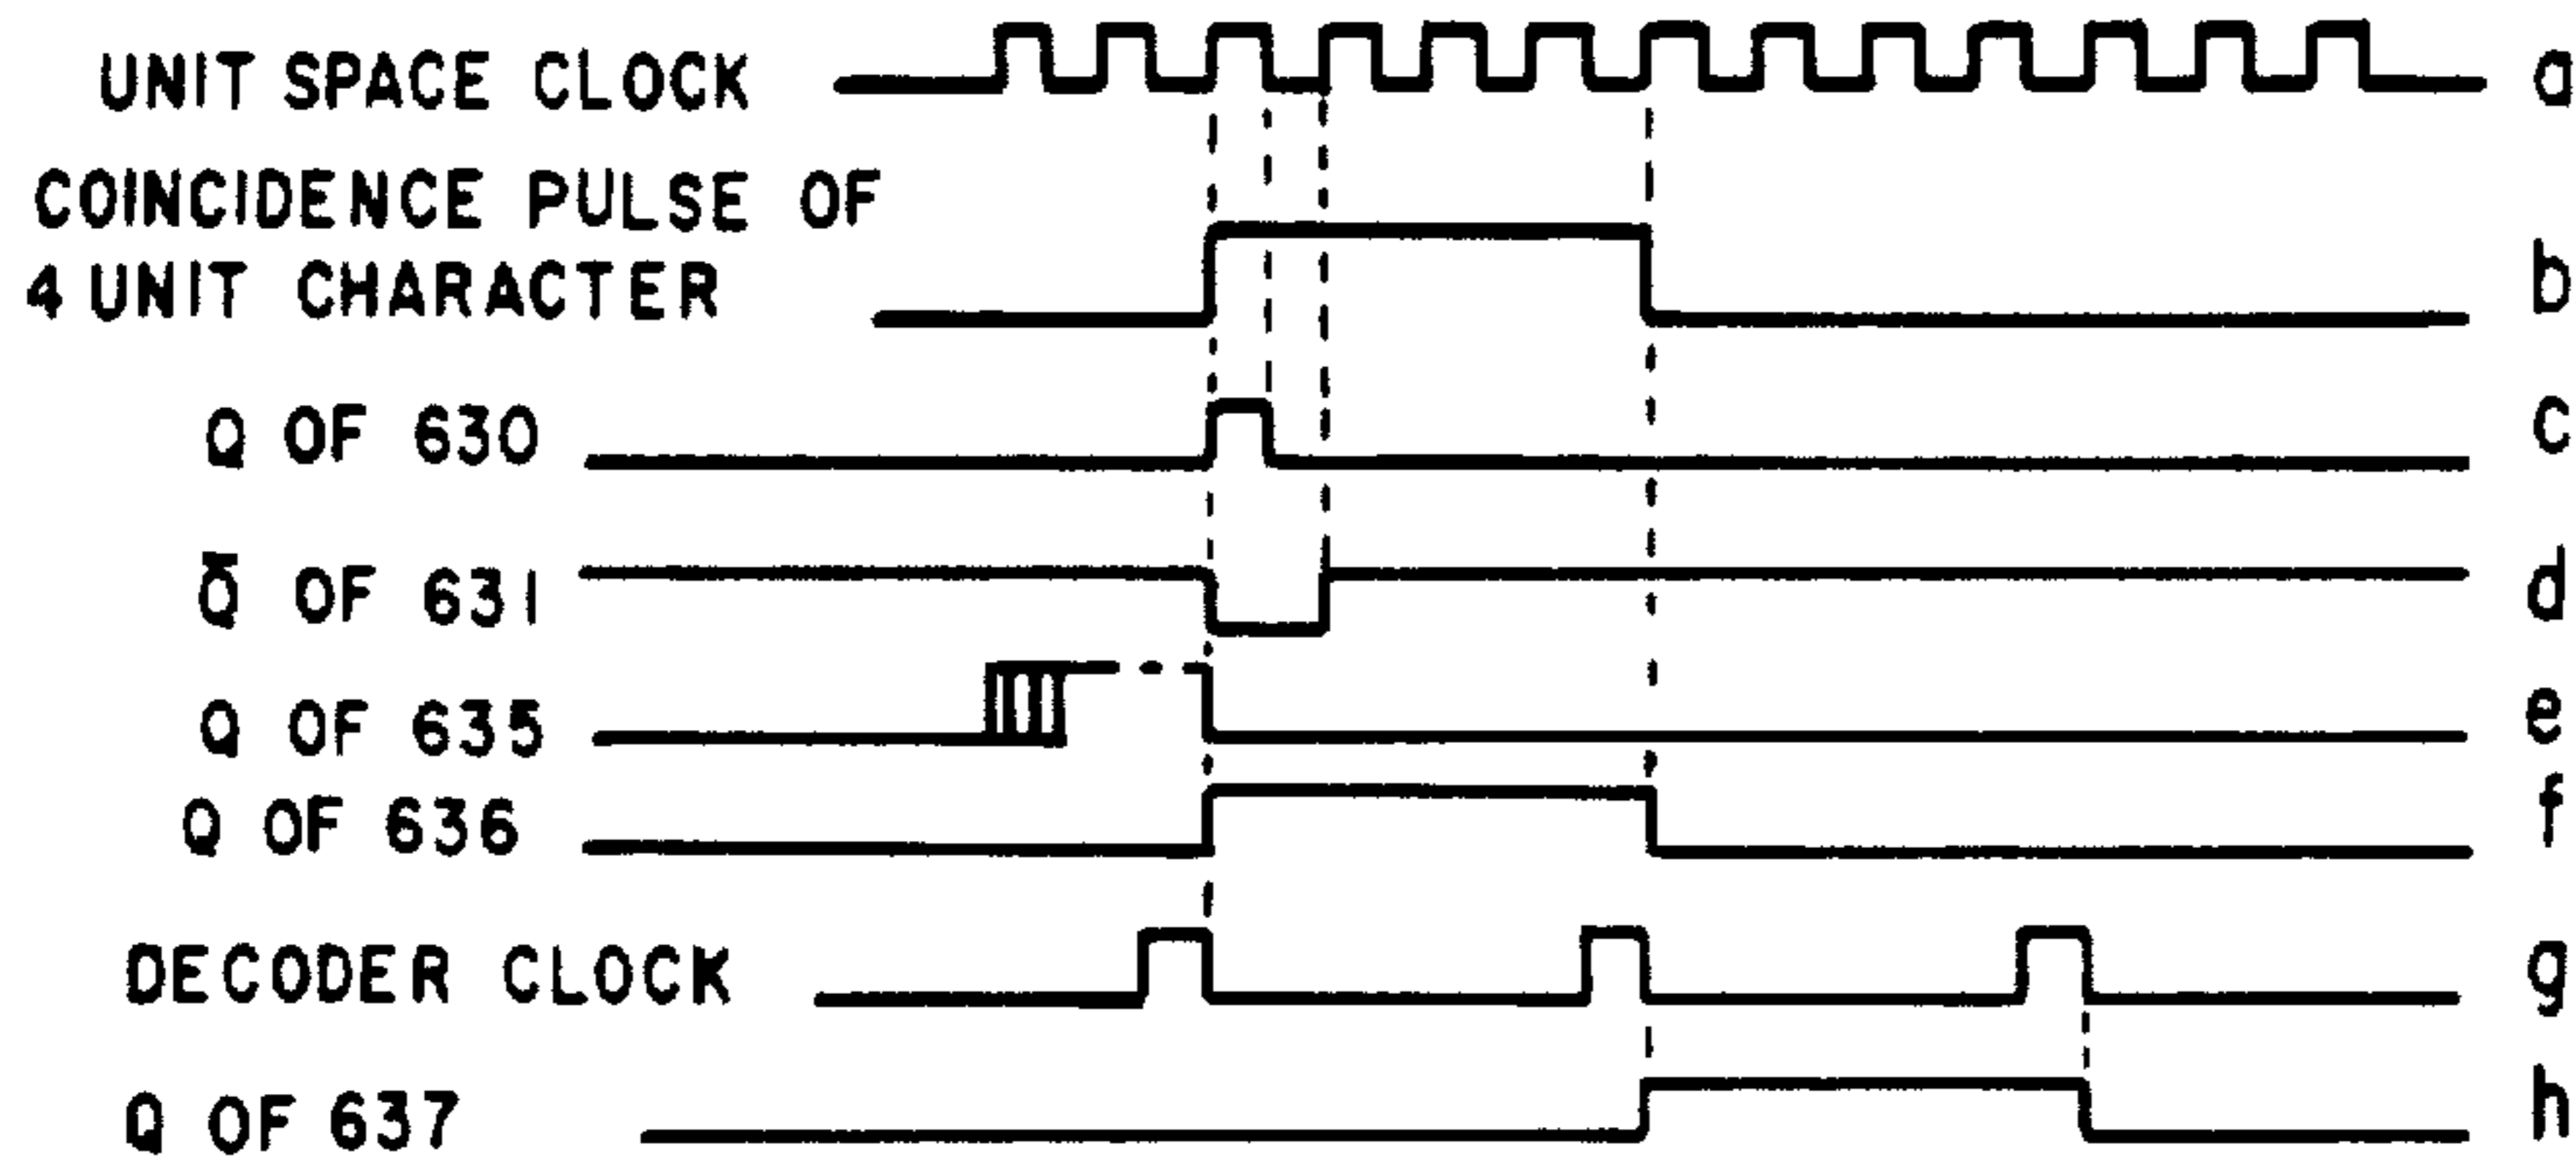 UNIT SPACE CLOCK a
COINCIDENCE PULSE OF
4 UNIT CHARACTER b
Q OF 630 c
Q̅ OF 631 d
Q OF 635 e
Q OF 636 f
DECODER CLOCK g
Q OF 637 h